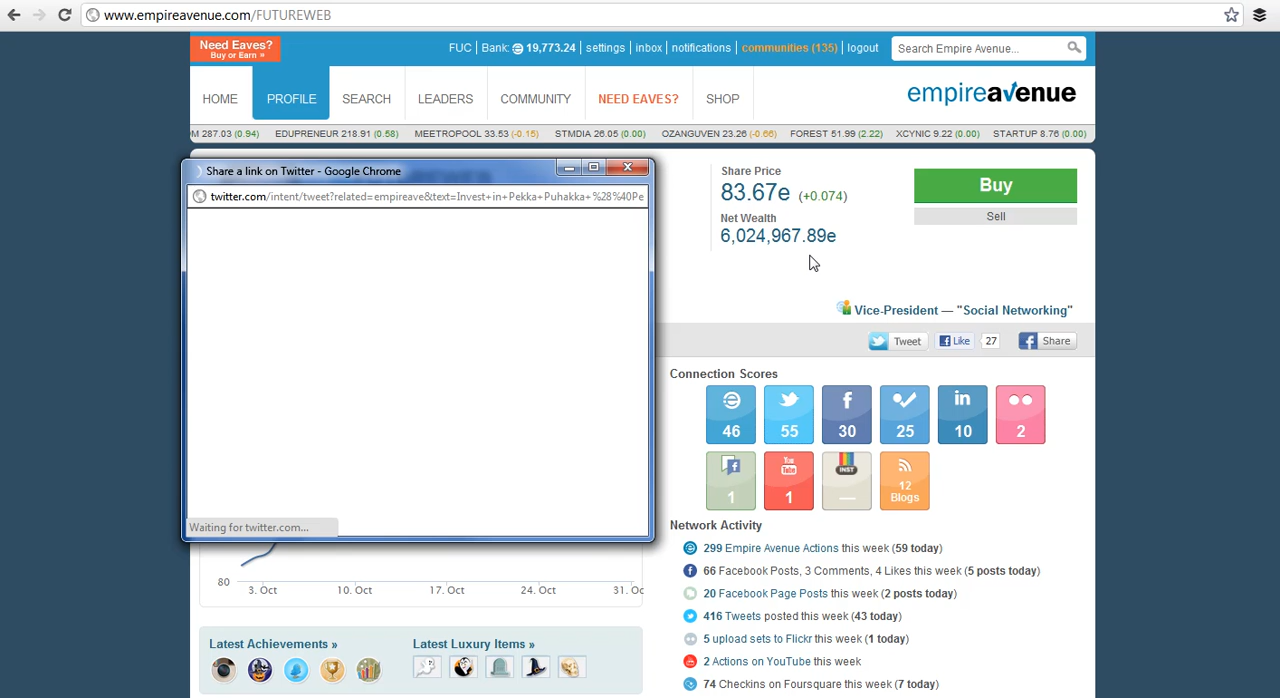 www.empireavenue.com/FUTUREWEB
Need Eaves?
Buy or Earn »
FUC Bank: 19,773.24 settings inbox notifications communities (135) logout
Search Empire Avenue...
HOME PROFILE SEARCH LEADERS COMMUNITY NEED EAVES? SHOP
empireavenue
OM 287.03 (0.94) EDUPRENEUR 218.91 (0.58) MEETROPOOL 33.53 (-0.15) STMDIA 26.05 (0.00) OZANGUVEN 23.26 (-0.66) FOREST 51.99 (2.22) XCYNIC 9.22 (0.00) STARTUP 8.76 (0.00)
Share a link on Twitter - Google Chrome
twitter.com/intent/tweet?related=empireave&text=Invest+in+Pekka+Puhakka+%28%40Pe
Waiting for twitter.com...
Share Price
83.67e (+0.074)
Net Wealth
6,024,967.89e
Buy
Sell
Vice-President — "Social Networking"
Tweet Like 27 Share
Connection Scores
46 55 30 25 in 10 2
1 You Tube 1 INST — 12 Blogs
Network Activity
299 Empire Avenue Actions this week (59 today)
66 Facebook Posts, 3 Comments, 4 Likes this week (5 posts today)
20 Facebook Page Posts this week (2 posts today)
416 Tweets posted this week (43 today)
5 upload sets to Flickr this week (1 today)
2 Actions on YouTube this week
74 Checkins on Foursquare this week (7 today)
80
3. Oct 10. Oct 17. Oct 24. Oct 31. Oc
Latest Achievements »
Latest Luxury Items »